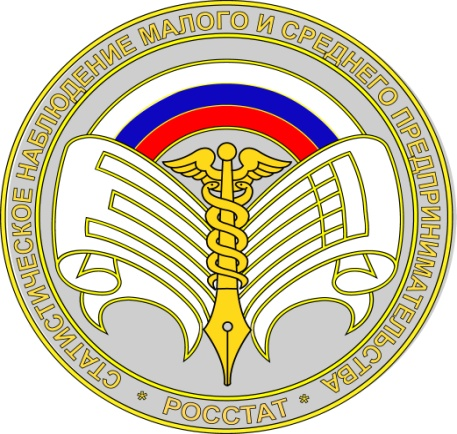 СТАТИСТИЧЕСКОЕ НАБЛЮДЕНИЕ МАЛОГО И СРЕДНЕГО ПРЕДПРИНИМАТЕЛЬСТВА
* РОССТАТ *